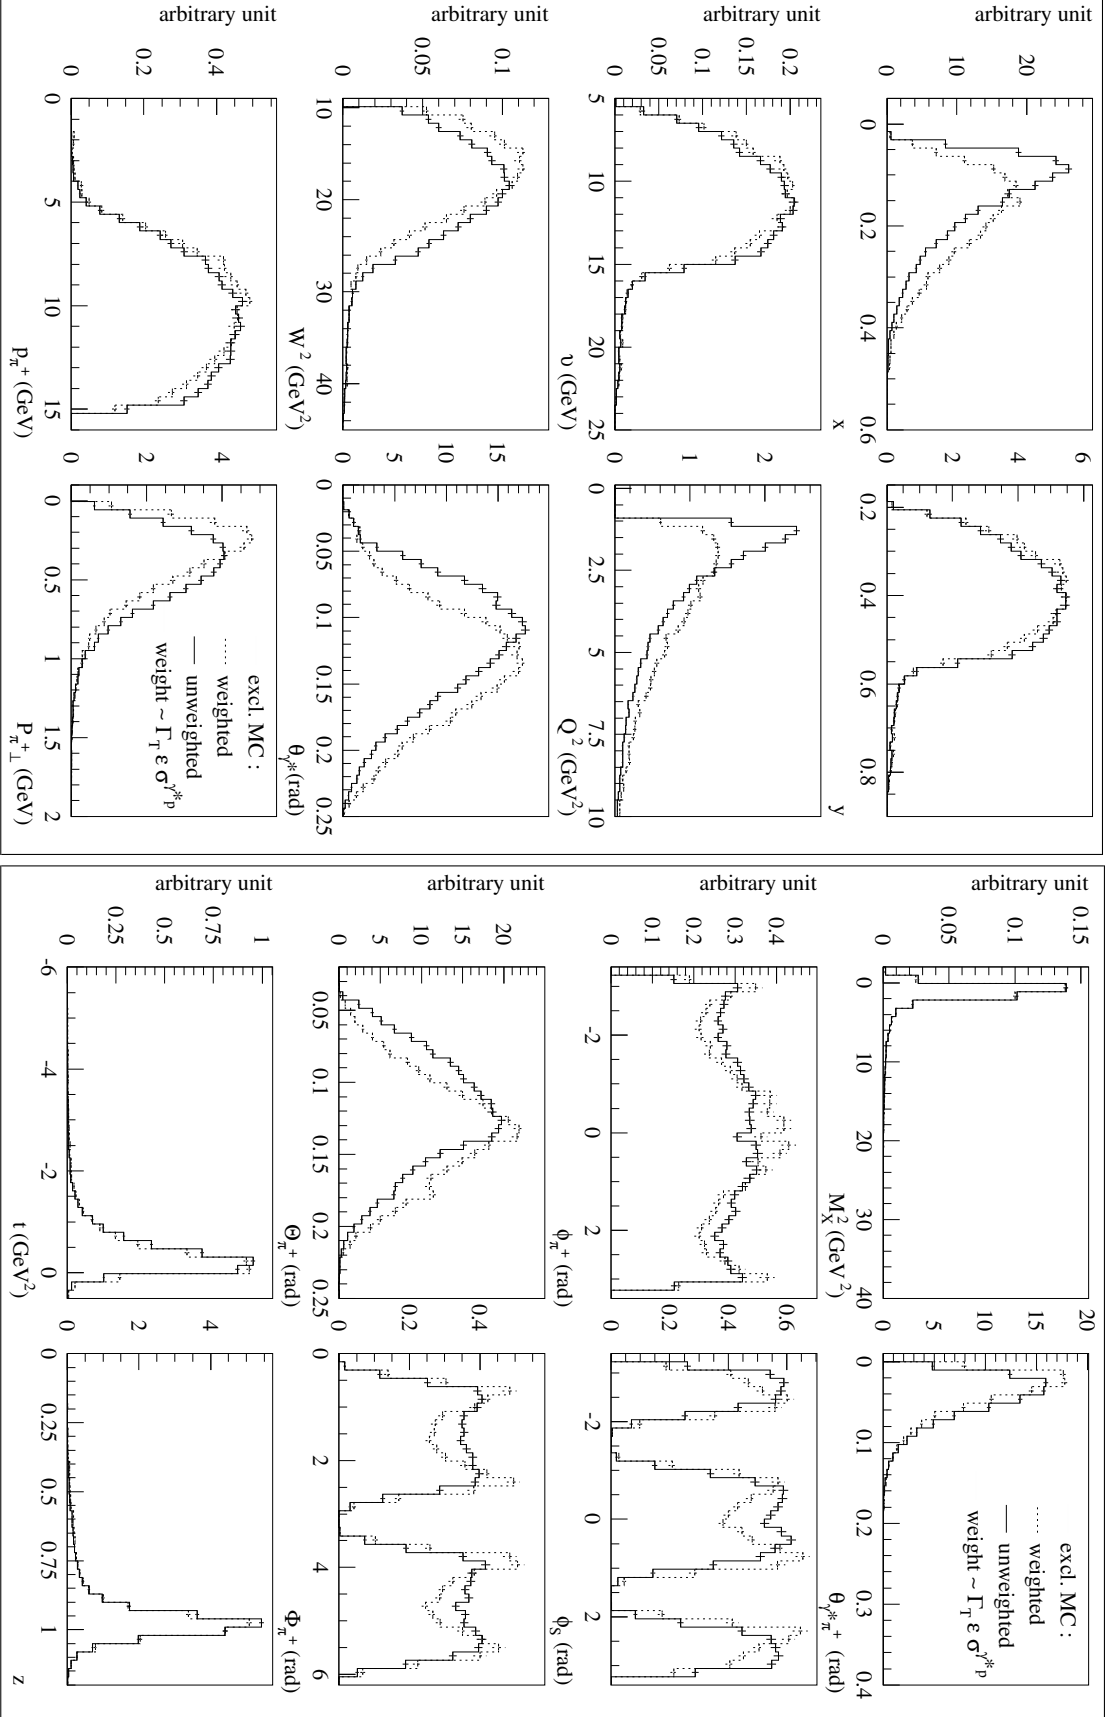 arbitrary unit
0 10 20
0 0.2 0.4 0.6
x
0 2 4 6
0.2 0.4 0.6 0.8
y
arbitrary unit
0 0.05 0.1 0.15 0.2
5 10 15 20 25
υ (GeV)
0 1 2
0 2.5 5 7.5 10
Q² (GeV²)
arbitrary unit
0 0.05 0.1
10 20 30 40
W² (GeV²)
0 5 10 15
0 0.05 0.1 0.15 0.2 0.25
θγ* (rad)
arbitrary unit
0 0.2 0.4
0 5 10 15
pπ+ (GeV)
0 2 4
0 0.5 1 1.5 2
Pπ+⊥ (GeV)
excl. MC :
weighted
unweighted
weight ~ ΓT ε σγ*p
arbitrary unit
0 0.05 0.1 0.15
0 10 20 30 40
MX² (GeV²)
0 5 10 15 20
0 0.1 0.2 0.3 0.4
θγ*π+ (rad)
excl. MC :
weighted
unweighted
weight ~ ΓT ε σγ*p
arbitrary unit
0 0.1 0.2 0.3 0.4
-2 0 2
ϕπ+ (rad)
0 0.2 0.4 0.6
-2 0 2
ϕS (rad)
arbitrary unit
0 5 10 15 20
0.05 0.1 0.15 0.2 0.25
Θπ+ (rad)
0 0.2 0.4
0 2 4 6
Φπ+ (rad)
arbitrary unit
0 0.25 0.5 0.75 1
-6 -4 -2 0
t (GeV²)
0 2 4
0 0.25 0.5 0.75 1
z